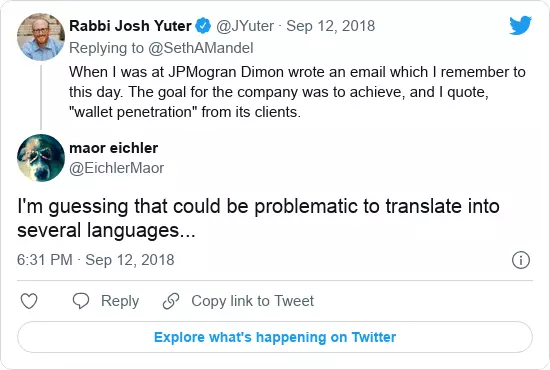 Rabbi Josh Yuter @JYuter · Sep 12, 2018
Replying to @SethAMandel
When I was at JPMogran Dimon wrote an email which I remember to
this day. The goal for the company was to achieve, and I quote,
"wallet penetration" from its clients.
maor eichler
@EichlerMaor
I'm guessing that could be problematic to translate into
several languages...
6:31 PM · Sep 12, 2018
Reply Copy link to Tweet
Explore what's happening on Twitter